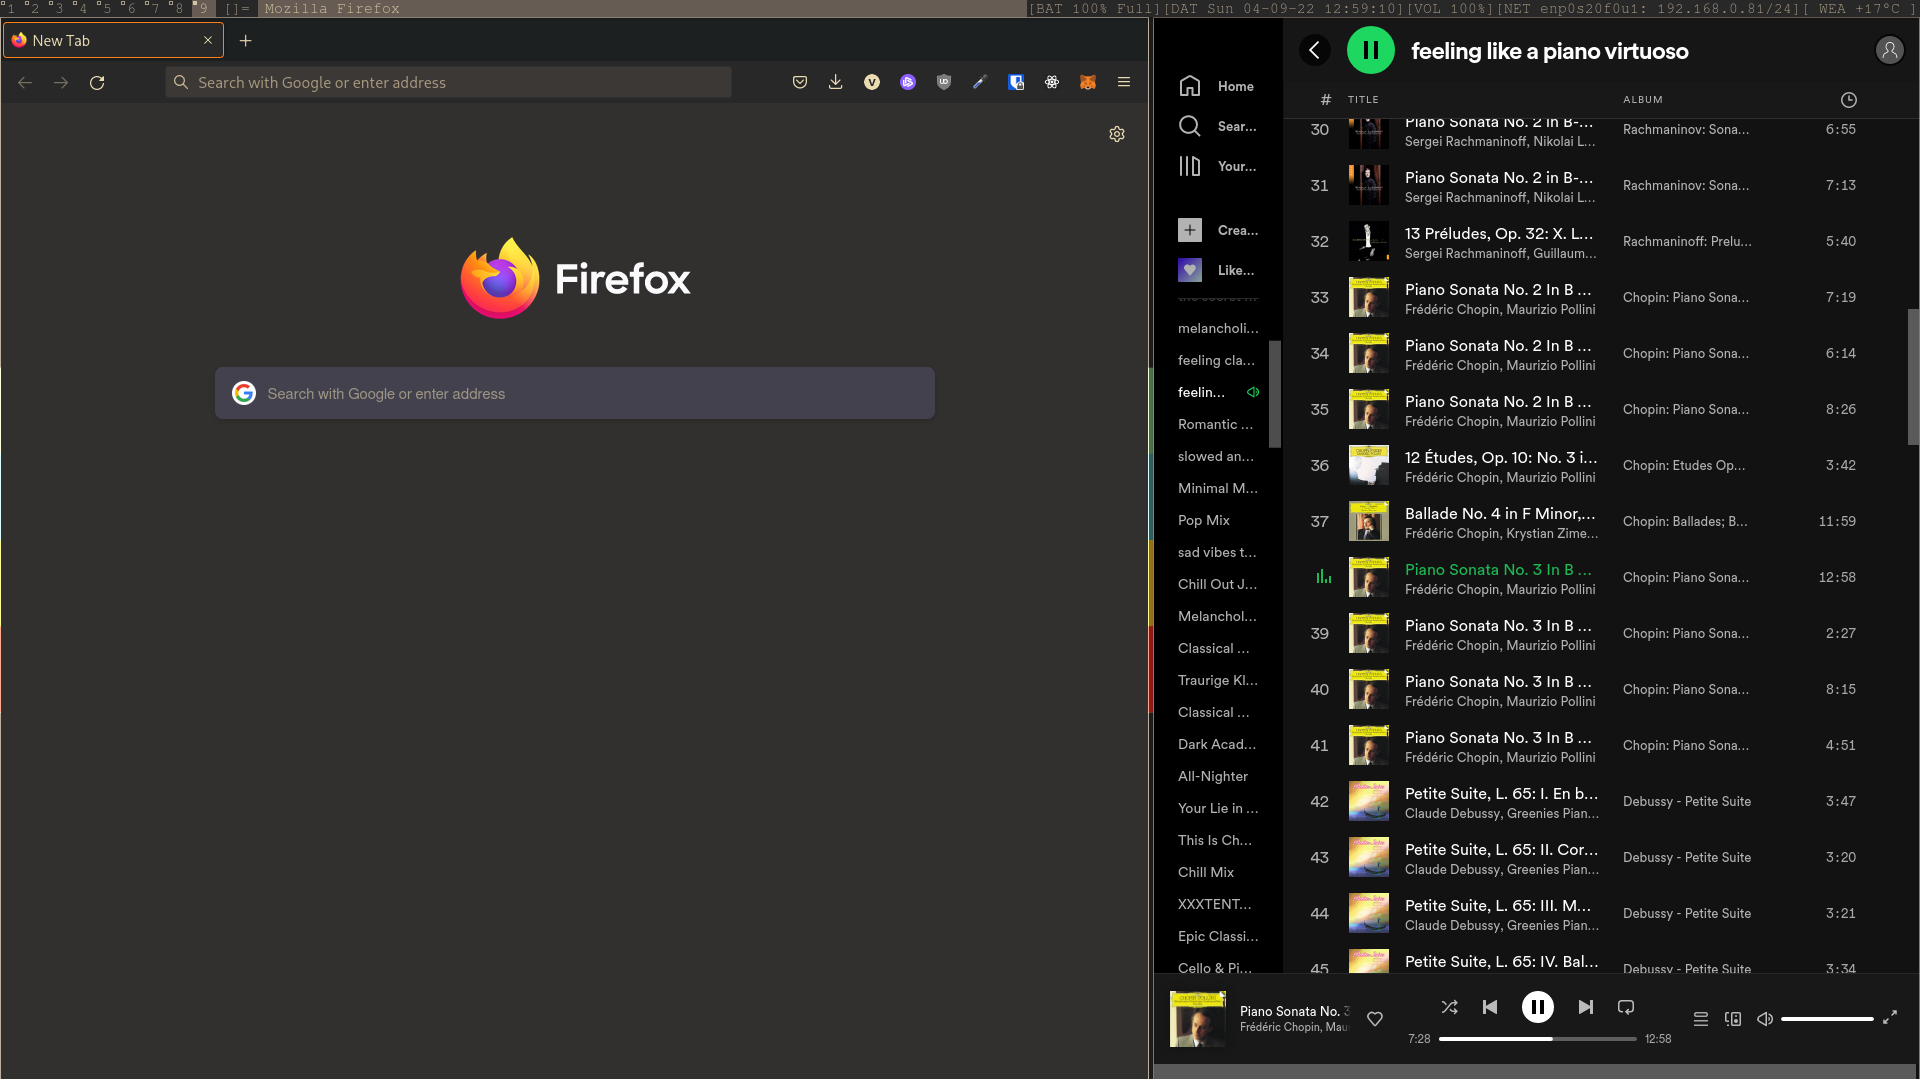 1 2 3 4 5 6 7 8 9 []= Mozilla Firefox [BAT 100% Full][DAT Sun 04-09-22 12:59:10][VOL 100%][NET enp0s20f0u1: 192.168.0.81/24][ WEA +17°C ]
New Tab
Search with Google or enter address
Firefox
Search with Google or enter address
Home
Sear...
Your...
Crea...
Like...
melancholi...
feeling cla...
feelin...
Romantic ...
slowed an...
Minimal M...
Pop Mix
sad vibes t...
Chill Out J...
Melanchol...
Classical ...
Traurige Kl...
Classical ...
Dark Acad...
All-Nighter
Your Lie in ...
This Is Ch...
Chill Mix
XXXTENT...
Epic Classi...
Cello & Pi...
feeling like a piano virtuoso
# TITLE ALBUM
30 Piano Sonata No. 2 in B-... Rachmaninov: Sona... 6:55
Sergei Rachmaninoff, Nikolai L...
31 Piano Sonata No. 2 in B-... Rachmaninov: Sona... 7:13
Sergei Rachmaninoff, Nikolai L...
32 13 Préludes, Op. 32: X. L... Rachmaninoff: Prelu... 5:40
Sergei Rachmaninoff, Guillaum...
33 Piano Sonata No. 2 In B ... Chopin: Piano Sona... 7:19
Frédéric Chopin, Maurizio Pollini
34 Piano Sonata No. 2 In B ... Chopin: Piano Sona... 6:14
Frédéric Chopin, Maurizio Pollini
35 Piano Sonata No. 2 In B ... Chopin: Piano Sona... 8:26
Frédéric Chopin, Maurizio Pollini
36 12 Études, Op. 10: No. 3 i... Chopin: Etudes Op... 3:42
Frédéric Chopin, Maurizio Pollini
37 Ballade No. 4 in F Minor,... Chopin: Ballades; B... 11:59
Frédéric Chopin, Krystian Zime...
Piano Sonata No. 3 In B ... Chopin: Piano Sona... 12:58
Frédéric Chopin, Maurizio Pollini
39 Piano Sonata No. 3 In B ... Chopin: Piano Sona... 2:27
Frédéric Chopin, Maurizio Pollini
40 Piano Sonata No. 3 In B ... Chopin: Piano Sona... 8:15
Frédéric Chopin, Maurizio Pollini
41 Piano Sonata No. 3 In B ... Chopin: Piano Sona... 4:51
Frédéric Chopin, Maurizio Pollini
42 Petite Suite, L. 65: I. En b... Debussy - Petite Suite 3:47
Claude Debussy, Greenies Pian...
43 Petite Suite, L. 65: II. Cor... Debussy - Petite Suite 3:20
Claude Debussy, Greenies Pian...
44 Petite Suite, L. 65: III. M... Debussy - Petite Suite 3:21
Claude Debussy, Greenies Pian...
45 Petite Suite, L. 65: IV. Bal... Debussy - Petite Suite 3:34
Piano Sonata No. 3
Frédéric Chopin, Mau
7:28 12:58